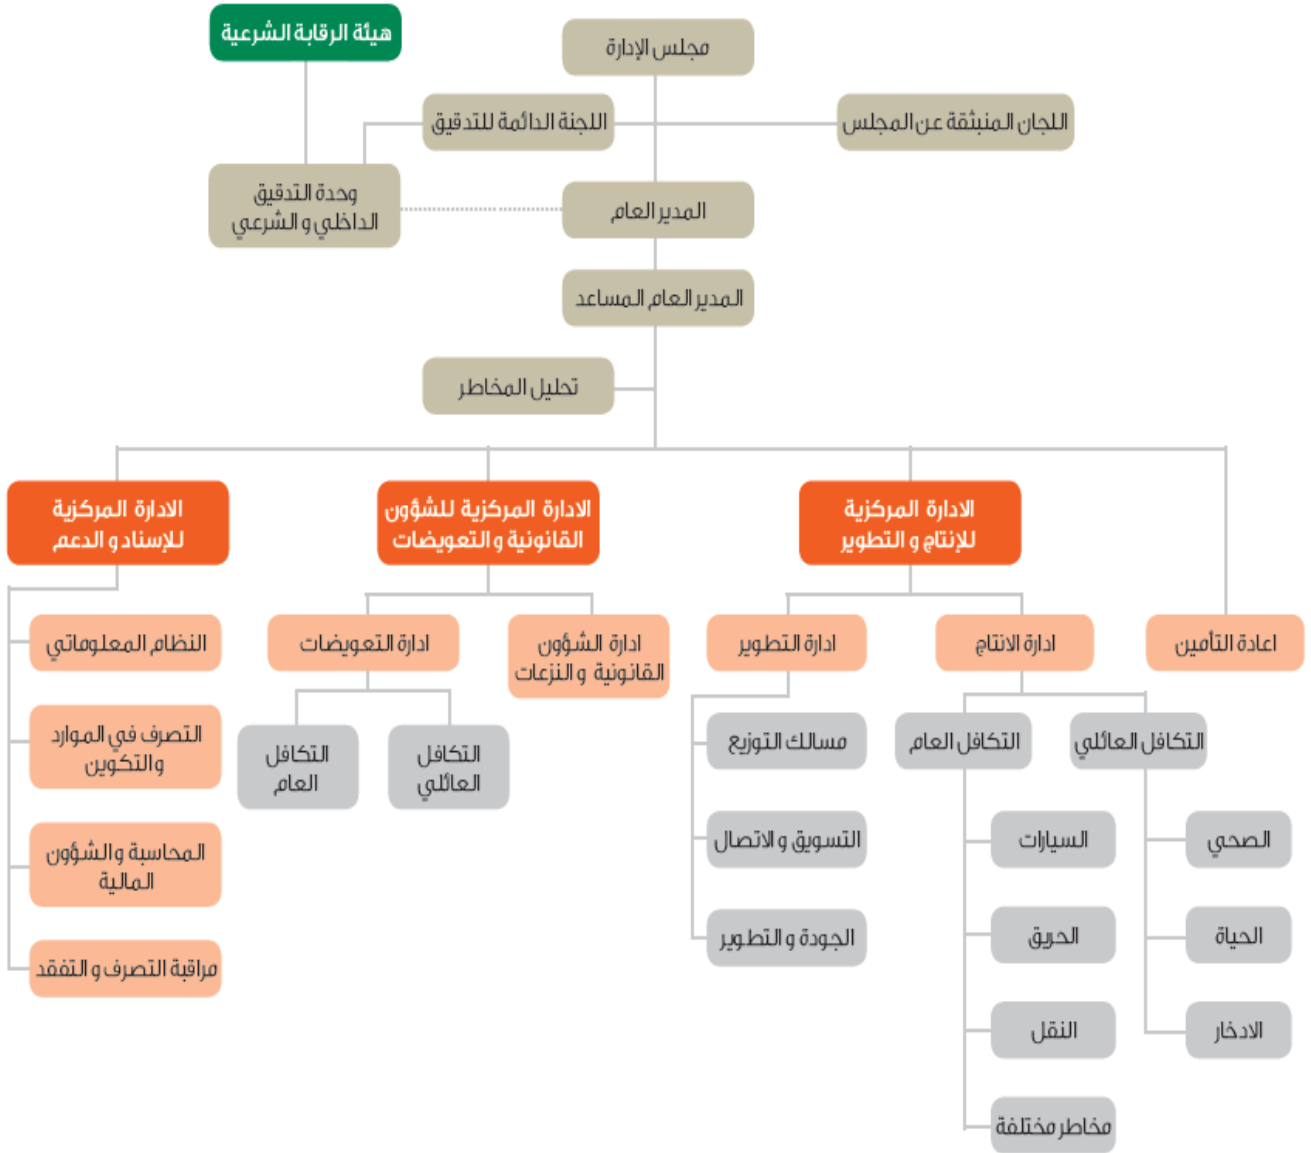 هيئة الرقابة الشرعية
مجلس الإدارة
اللجان المنبثقة عن المجلس
اللجنة الدائمة للتدقيق
وحدة التدقيق
الداخلي و الشرعي
المدير العام
المدير العام المساعد
تحليل المخاطر
الادارة المركزية
للإنتاج و التطوير
الادارة المركزية للشؤون
القانونية و التعويضات
الادارة المركزية
للإسناد و الدعم
اعادة التأمين
ادارة الانتاج
ادارة التطوير
ادارة الشؤون
القانونية و النزعات
ادارة التعويضات
النظام المعلوماتي
التكافل العائلي
التكافل العام
مسالك التوزيع
التكافل
العائلي
التكافل
العام
التصرف في الموارد
والتكوين
الصحي
السيارات
التسويق و الاتصال
المحاسبة والشؤون
المالية
الحياة
الحريق
الجودة و التطوير
مراقبة التصرف و التفقد
الادخار
النقل
مخاطر مختلفة